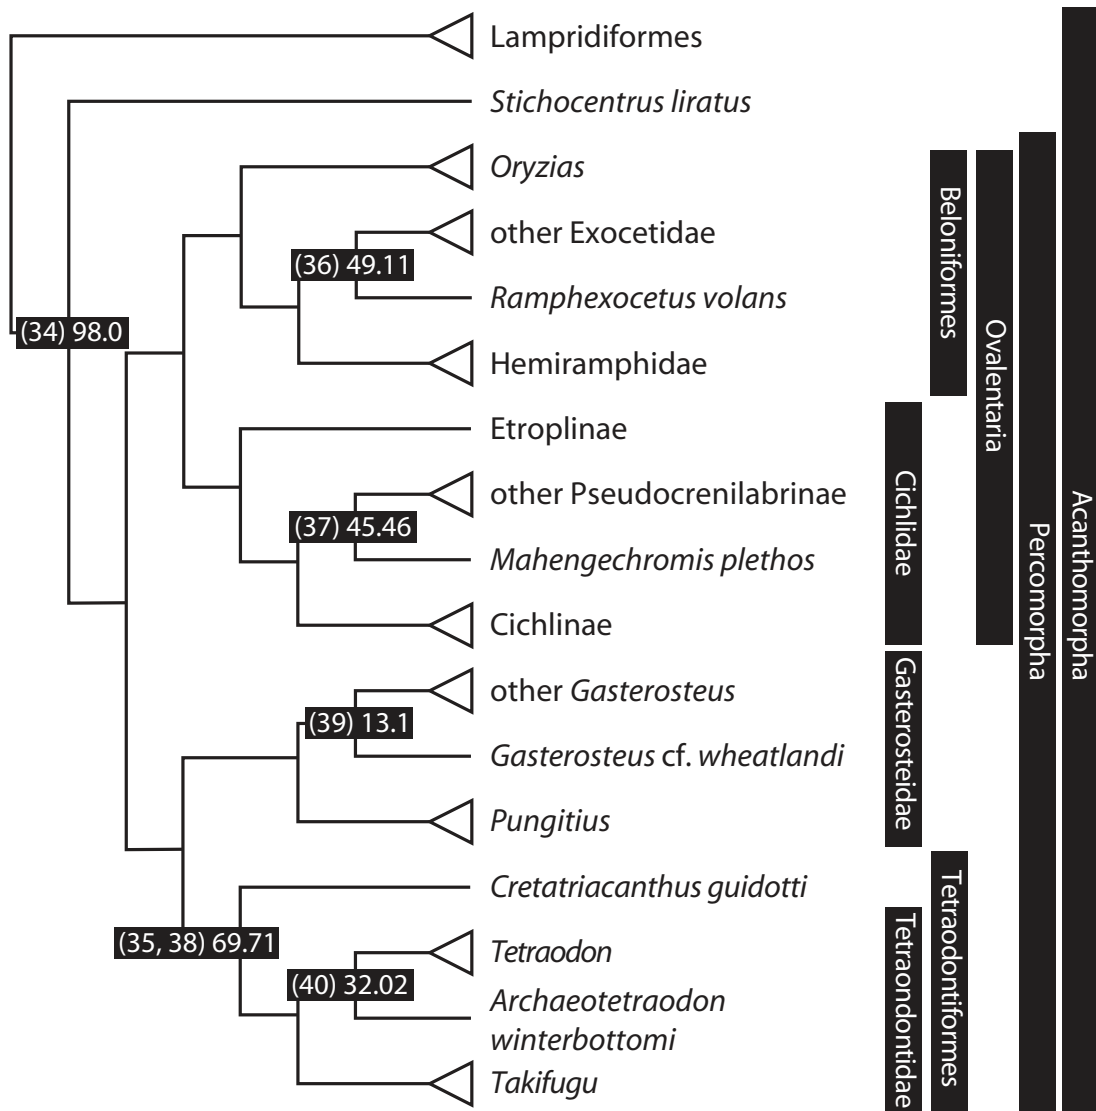 Lampridiformes
Stichocentrus liratus
Oryzias
other Exocetidae
(36) 49.11
Ramphexocetus volans
(34) 98.0
Hemiramphidae
Etroplinae
other Pseudocrenilabrinae
(37) 45.46
Mahengechromis plethos
Cichlinae
other Gasterosteus
(39) 13.1
Gasterosteus cf. wheatlandi
Pungitius
Cretatriacanthus guidotti
(35, 38) 69.71
Tetraodon
(40) 32.02
Archaeotetraodon
winterbottomi
Takifugu
Cichlidae
Gasterosteidae
Tetraondontidae
Beloniformes
Tetraodontiformes
Ovalentaria
Percomorpha
Acanthomorpha